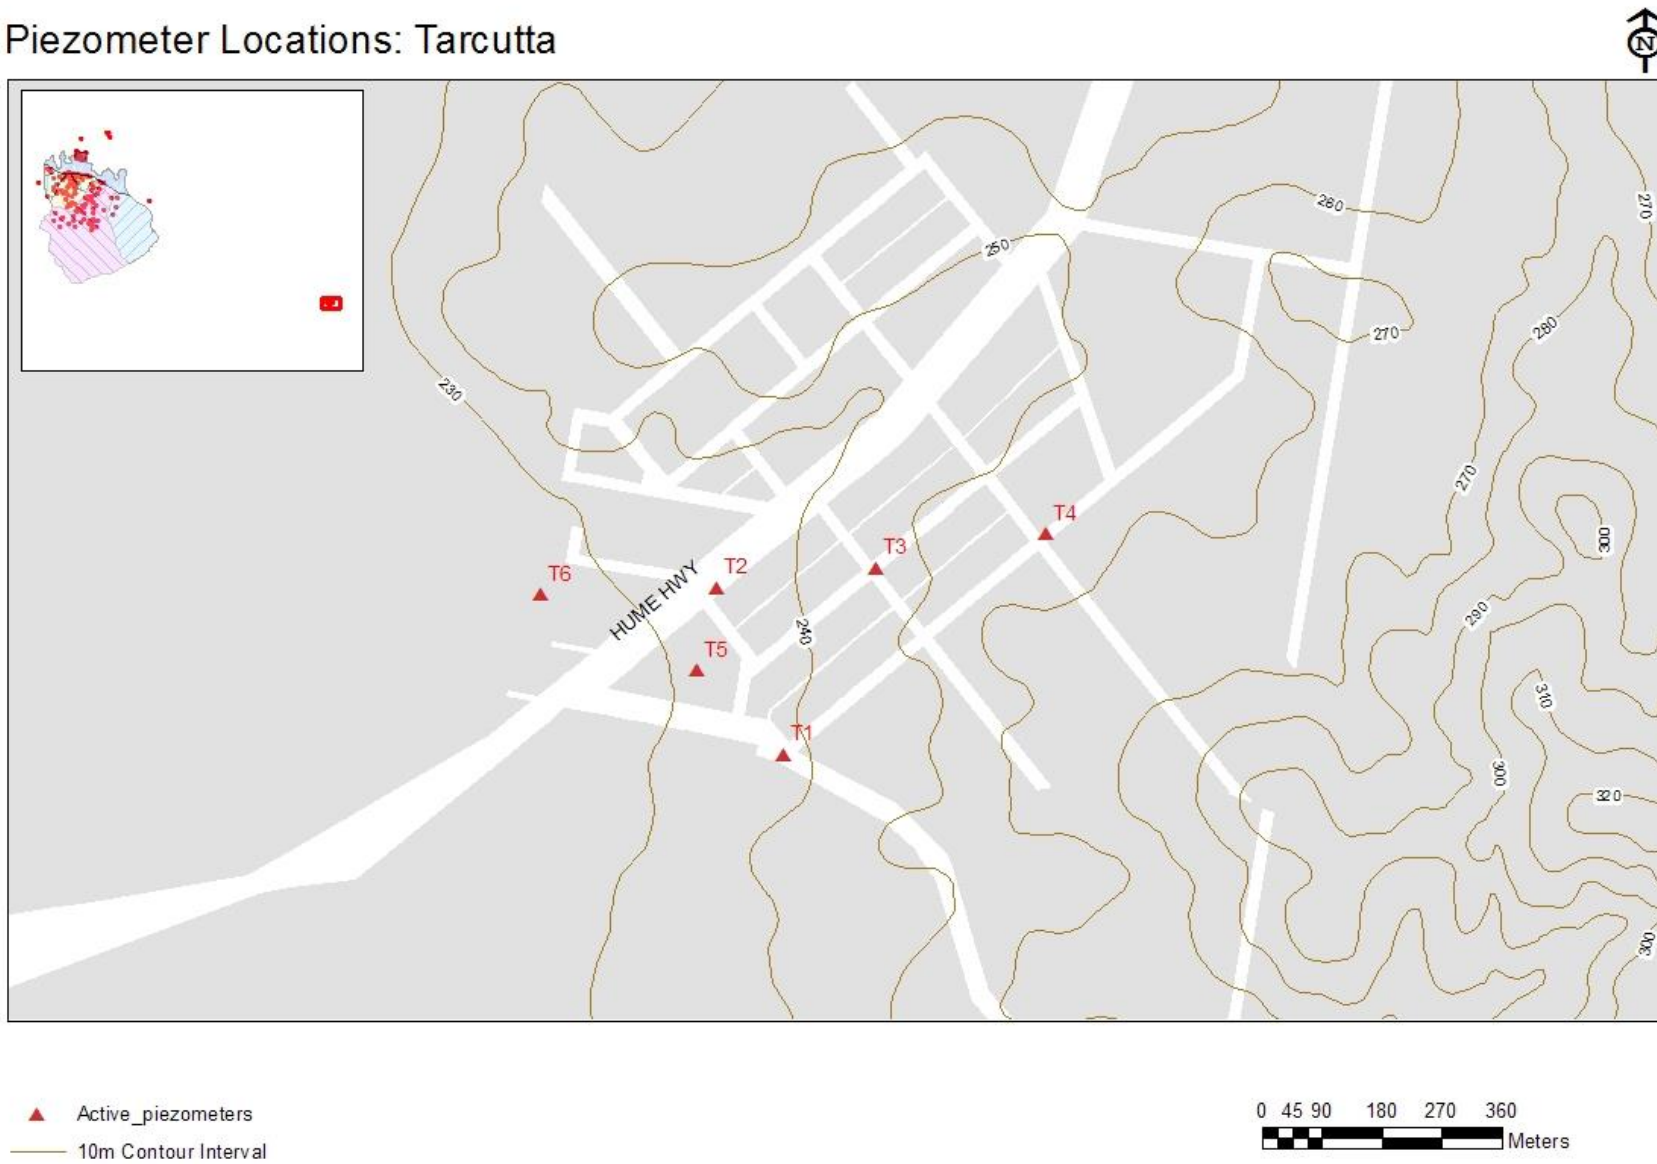 Piezometer Locations: Tarcutta
N
250
260
270
270
280
230
270
T4
T3
300
T2
HUME HWY
T6
290
240
T5
310
T1
300
320
300
Active_piezometers
10m Contour Interval
0 45 90 180 270 360
Meters